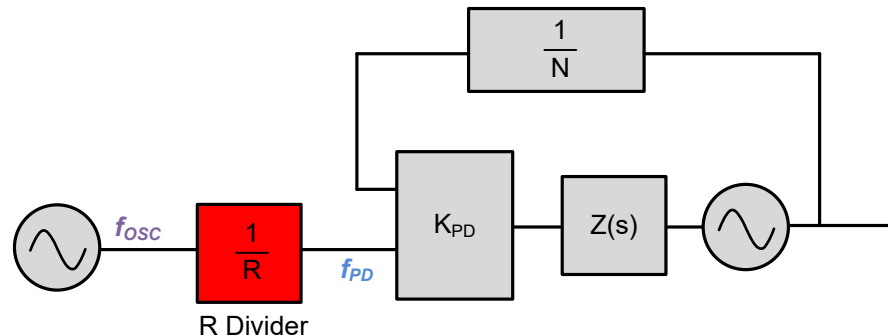 1
N
K_PD
Z(s)
f_OSC
1
R
f_PD
R Divider